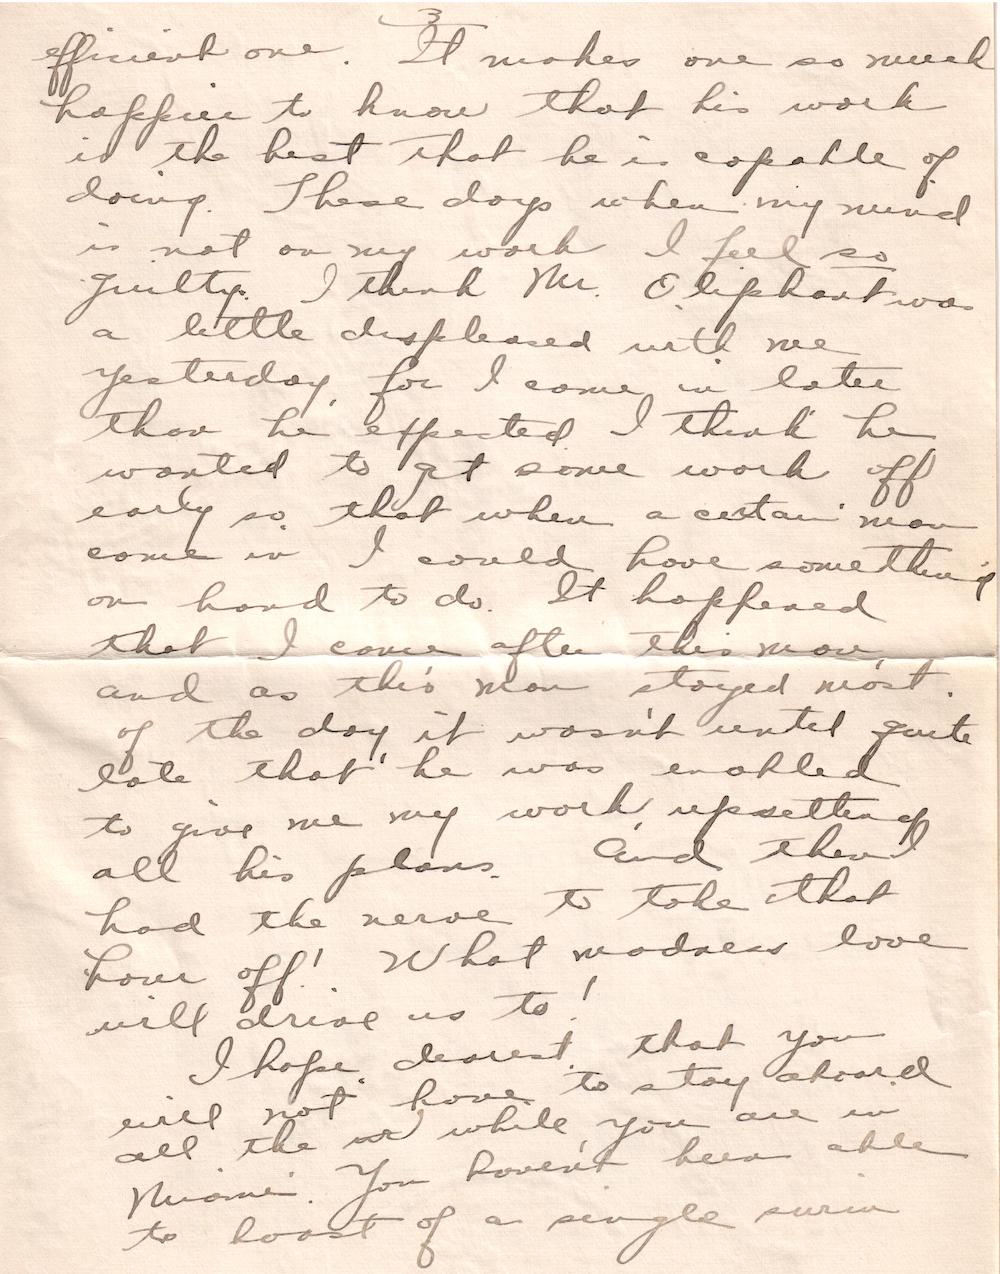 3
efficient one. It makes one so much
happier to know that his work
is the best that he is capable of
doing. These days when my mind
is not on my work I feel so
guilty. I think Mr. Oliphant was
a little displeased with me
yesterday, for I came in later
than he expected I think he
wanted to get some work off
early so that when a certain man
came in I could have something
on hand to do. It happened
that I came after this man,
and as this man stayed most
of the day it wasn't until quite
late that he was enabled
to give me my work, upsetting
all his plans. And then I
had the nerve to take that
hour off! What madness love
will drive us to!
I hope dearest, that you
will not have to stay aboard
all the while you are in
Miami. You haven't been able
to boast of a single swim